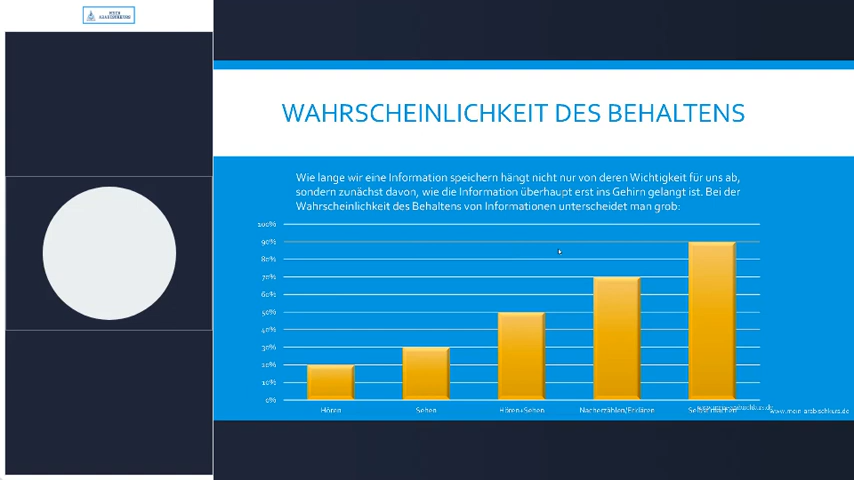 WAHRSCHEINLICHKEIT DES BEHALTENS
Wie lange wir eine Information speichern hängt nicht nur von deren Wichtigkeit für uns ab,
sondern zunächst davon, wie die Information überhaupt erst ins Gehirn gelangt ist. Bei der
Wahrscheinlichkeit des Behaltens von Informationen unterscheidet man grob:
100%
90%
80%
70%
60%
50%
40%
30%
20%
10%
0%
Hören
Sehen
Hören+Sehen
Nacherzählen/Erklären
www.mein-arabischkurs.de